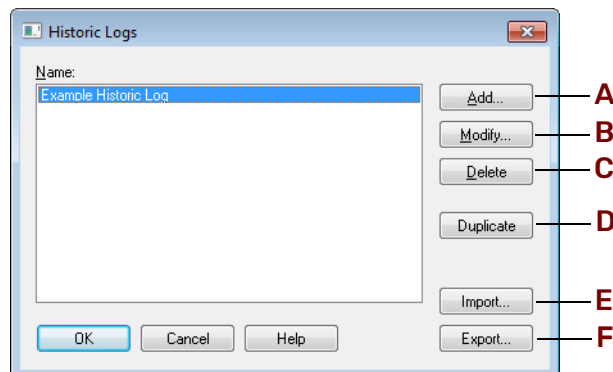 Historic Logs
Name:
Example Historic Log
Add... A
Modify... B
Delete C
Duplicate D
Import... E
Export... F
OK Cancel Help